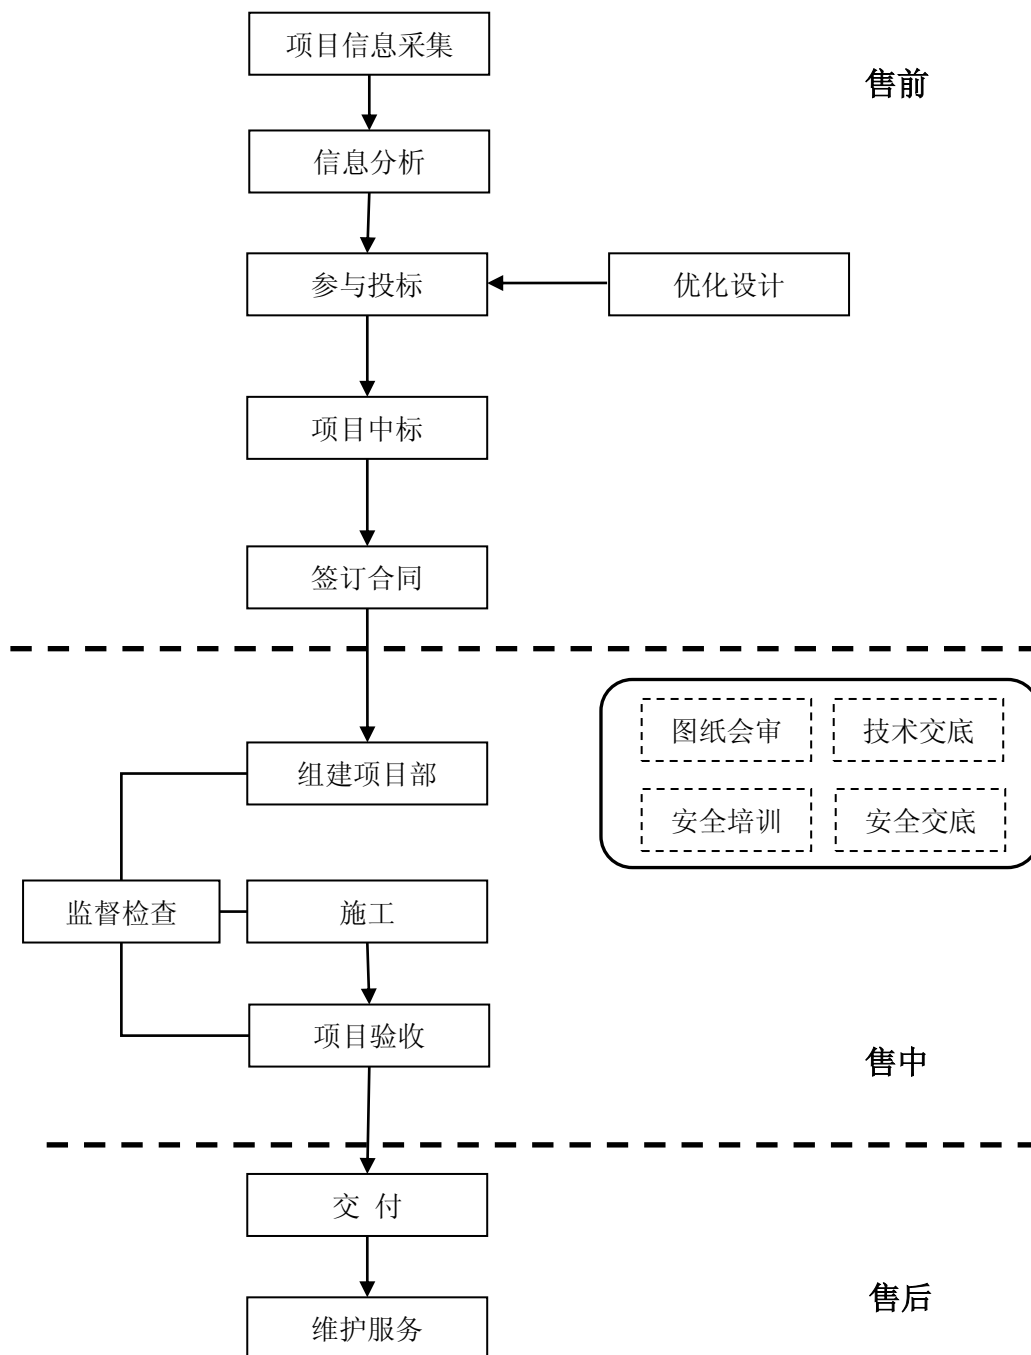 项目信息采集
售前
信息分析
参与投标
优化设计
项目中标
签订合同
图纸会审
技术交底
组建项目部
安全培训
安全交底
监督检查
施工
项目验收
售中
交 付
售后
维护服务